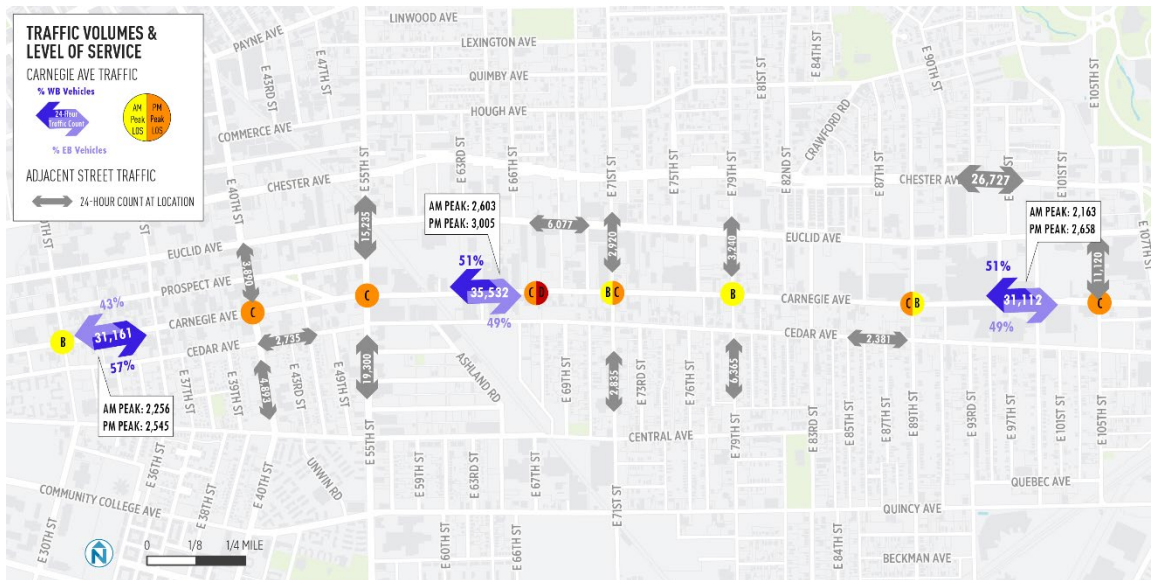 TRAFFIC VOLUMES &
LEVEL OF SERVICE
CARNEGIE AVE TRAFFIC
% WB Vehicles
24-Hour
Traffic Count
% EB Vehicles
AM
Peak
LOS
PM
Peak
LOS
ADJACENT STREET TRAFFIC
24-HOUR COUNT AT LOCATION
LINWOOD AVE
PAYNE AVE
LEXINGTON AVE
E 43RD ST
E 47TH ST
QUIMBY AVE
E 81ST ST
E 84TH ST
E 90TH ST
E 105TH ST
HOUGH AVE
COMMERCE AVE
CRAWFORD RD
E 55TH ST
E 63RD ST
E 66TH ST
E 71ST ST
E 75TH ST
E 79TH ST
E 82ND ST
E 87TH ST
E 101ST ST
CHESTER AVE
CHESTER AVE
26,727
E 40TH ST
E 107TH ST
EUCLID AVE
EUCLID AVE
15,235
AM PEAK: 2,603
PM PEAK: 3,005
6,077
2,920
3,240
AM PEAK: 2,163
PM PEAK: 2,658
11,120
PROSPECT AVE
3,890
51%
35,532
49%
51%
31,112
49%
CARNEGIE AVE
CARNEGIE AVE
C
C
C D
B C
B
C B
C
43%
31,161
57%
B
CEDAR AVE
CEDAR AVE
2,735
2,381
AM PEAK: 2,256
PM PEAK: 2,545
E 37TH ST
E 39TH ST
4,893
E 43RD ST
E 49TH ST
19,300
ASHLAND RD
E 69TH ST
2,835
E 73RD ST
E 76TH ST
6,365
E 55TH ST
E 79TH ST
CENTRAL AVE
E 83RD ST
E 85TH ST
E 87TH ST
E 89TH ST
E 93RD ST
E 97TH ST
E 101ST ST
E 105TH ST
E 36TH ST
E 38TH ST
E 40TH ST
UNWIN RD
E 59TH ST
E 63RD ST
E 67TH ST
E 71ST ST
QUEBEC AVE
COMMUNITY COLLEGE AVE
QUINCY AVE
E 30TH ST
E 60TH ST
E 66TH ST
E 84TH ST
BECKMAN AVE
N
0 1/8 1/4 MILE